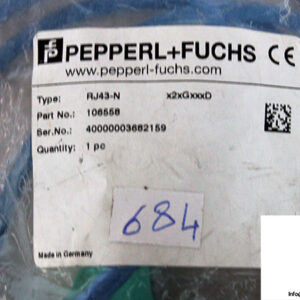 PEPPERL+FUCHS CE
www.pepperl-fuchs.com
Type: RJ43-N x2xGxxxD
Part No.: 106558
Ser.No.: 40000003682159
Quantity: 1 pc
684
Made in Germany